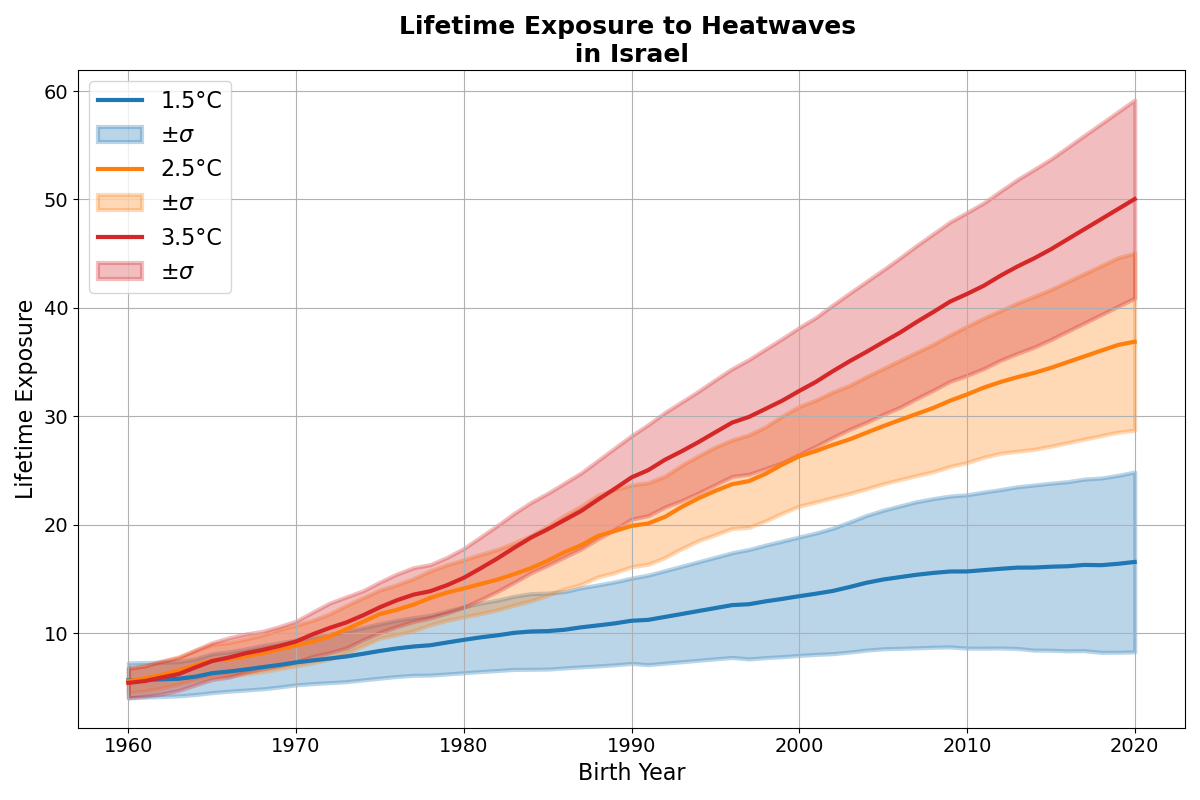 Lifetime Exposure to Heatwaves
in Israel
1.5°C
±σ
2.5°C
±σ
3.5°C
±σ
Lifetime Exposure
60
50
40
30
20
10
1960
1970
1980
1990
2000
2010
2020
Birth Year